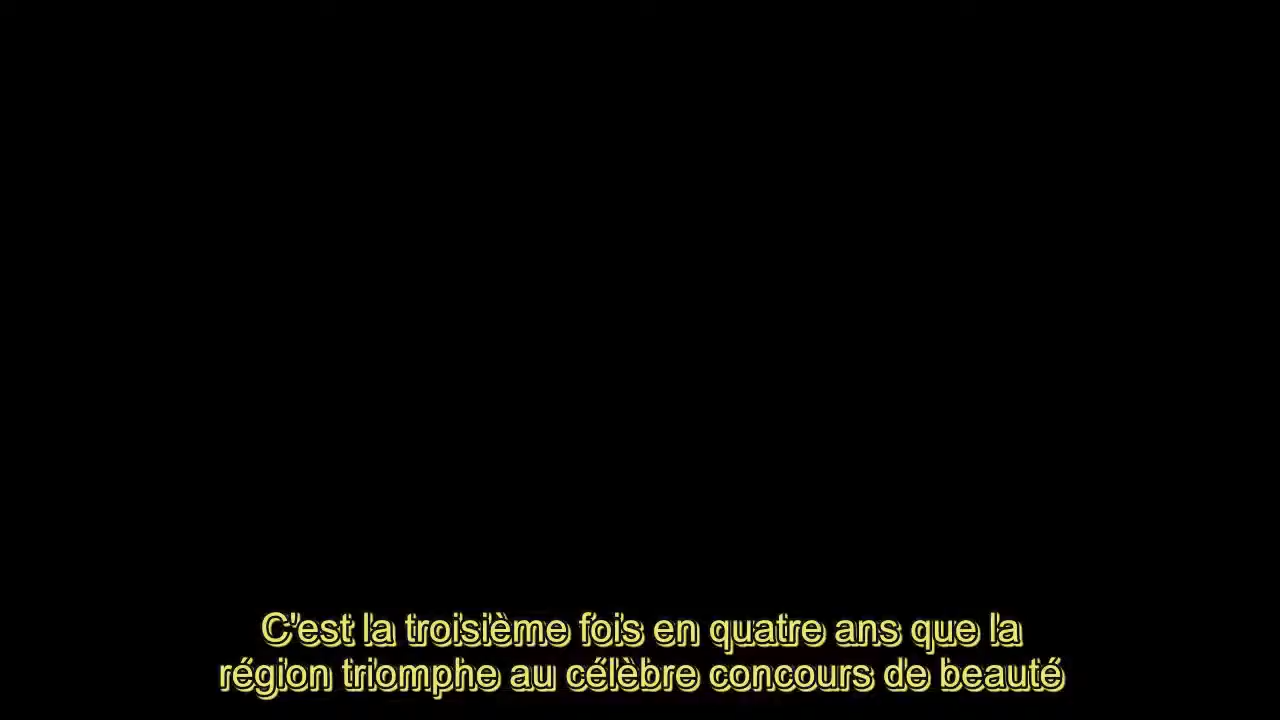 C'est la troisième fois en quatre ans que la
région triomphe au célèbre concours de beauté